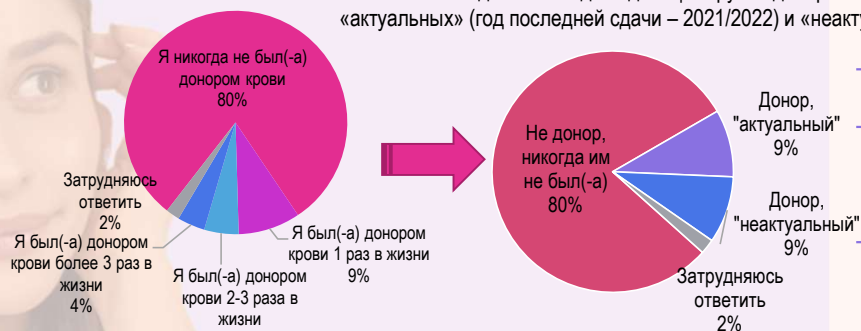 «актуальных» (год последней сдачи – 2021/2022) и «неакту
Я никогда не был(-а)
донором крови
80%
Затрудняюсь
ответить
2%
Я был(-а) донором
крови более 3 раз в
жизни
4%
Я был(-а) донором
крови 2-3 раза в
жизни
Я был(-а) донором
крови 1 раз в жизни
9%
Не донор,
никогда им
не был(-а)
80%
Донор,
"актуальный"
9%
Донор,
"неактуальный"
9%
Затрудняюсь
ответить
2%